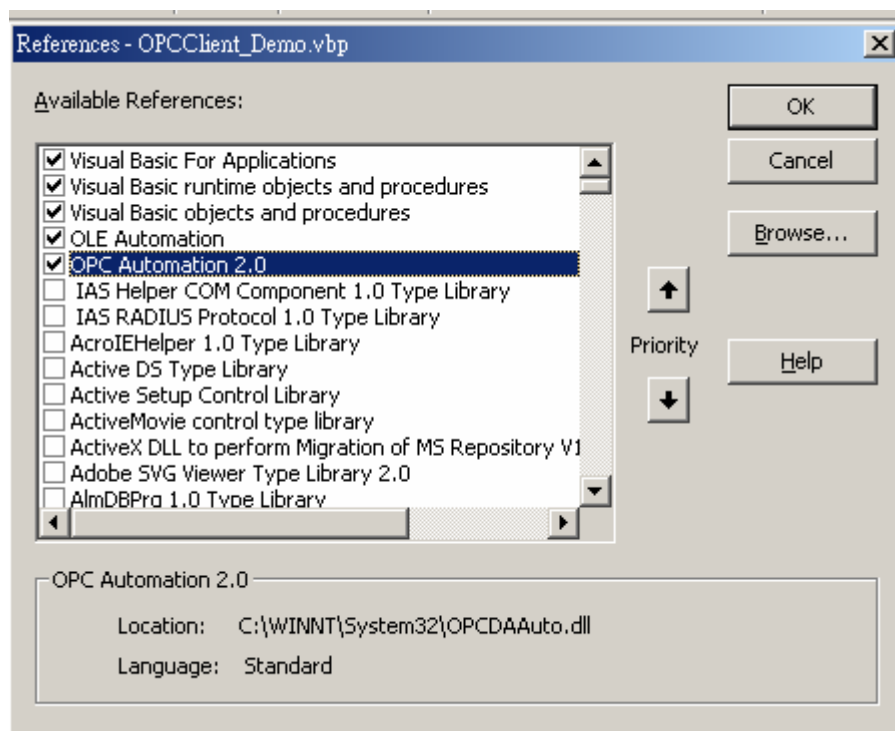 References - OPCClient_Demo.vbp
Available References:
OK
Visual Basic For Applications
Cancel
Visual Basic runtime objects and procedures
Visual Basic objects and procedures
OLE Automation
Browse...
OPC Automation 2.0
IAS Helper COM Component 1.0 Type Library
IAS RADIUS Protocol 1.0 Type Library
AcroIEHelper 1.0 Type Library
Priority
Active DS Type Library
Help
Active Setup Control Library
ActiveMovie control type library
ActiveX DLL to perform Migration of MS Repository V1
Adobe SVG Viewer Type Library 2.0
AlmDBPrg 1.0 Type Library
OPC Automation 2.0
Location: C:\WINNT\System32\OPCDAAuto.dll
Language: Standard